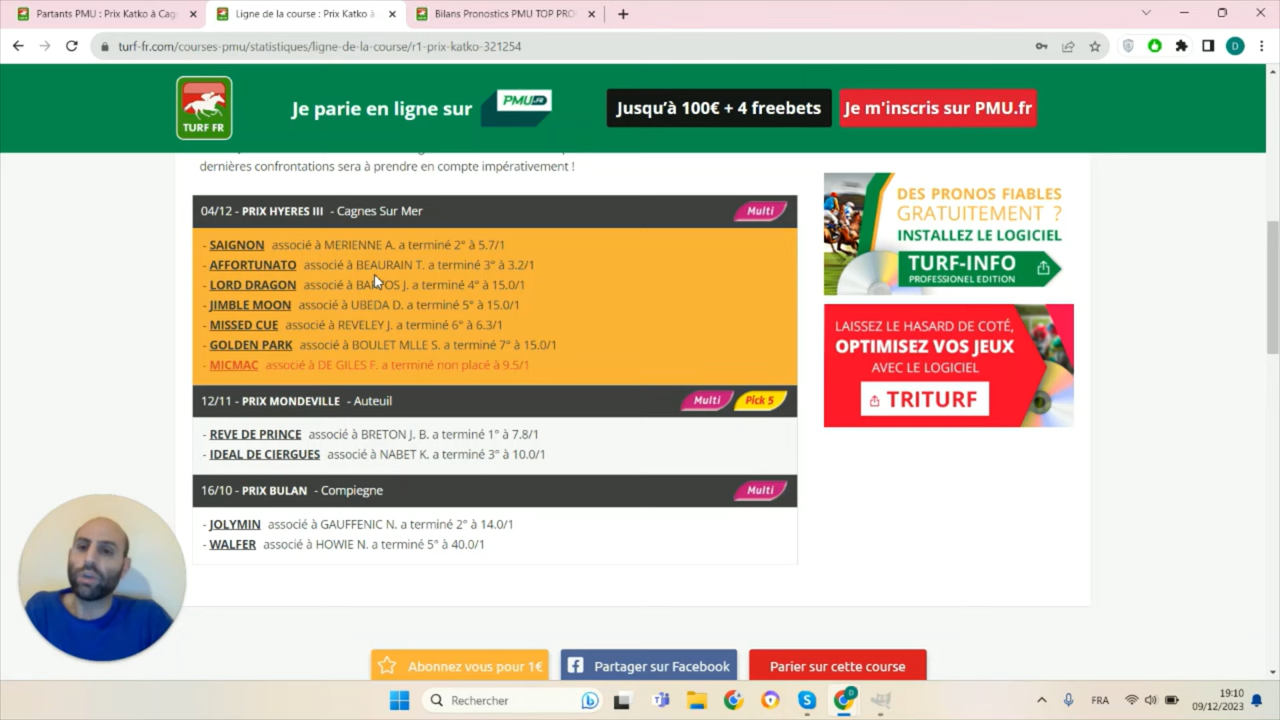 Partants PMU : Prix Katko à Cagn
Ligne de la course : Prix Katko à
Bilans Pronostics PMU TOP PRO
turf-fr.com/courses-pmu/statistiques/ligne-de-la-course/r1-prix-katko-321254
D
TURF FR
Je parie en ligne sur
PMU.fr
Jusqu'à 100€ + 4 freebets
Je m'inscris sur PMU.fr
dernières confrontations sera à prendre en compte impérativement !
04/12 - PRIX HYERES III - Cagnes Sur Mer
Multi
- SAIGNON associé à MERIENNE A. a terminé 2° à 5.7/1
- AFFORTUNATO associé à BEAURAIN T. a terminé 3° à 3.2/1
- LORD DRAGON associé à J. a terminé 4° à 15.0/1
- JIMBLE MOON associé à UBEDA D. a terminé 5° à 15.0/1
- MISSED CUE associé à REVELEY J. a terminé 6° à 6.3/1
- GOLDEN PARK associé à BOULET MLLE S. a terminé 7° à 15.0/1
- MICMAC associé à DE GILES F. a terminé non placé à 9.5/1
12/11 - PRIX MONDEVILLE - Auteuil
Multi
Pick 5
- REVE DE PRINCE associé à BRETON J. B. a terminé 1° à 7.8/1
- IDEAL DE CIERGUES associé à NABET K. a terminé 3° à 10.0/1
16/10 - PRIX BULAN - Compiegne
Multi
- JOLYMIN associé à GAUFFENIC N. a terminé 2° à 14.0/1
- WALFER associé à HOWIE N. a terminé 5° à 40.0/1
DES PRONOS FIABLES
GRATUITEMENT ?
INSTALLEZ LE LOGICIEL
TURF-INFO
PROFESSIONEL EDITION
LAISSEZ LE HASARD DE COTÉ,
OPTIMISEZ VOS JEUX
AVEC LE LOGICIEL
TRITURF
Abonnez vous pour 1€
Partager sur Facebook
Parier sur cette course
Rechercher
FRA
19:10
09/12/2023